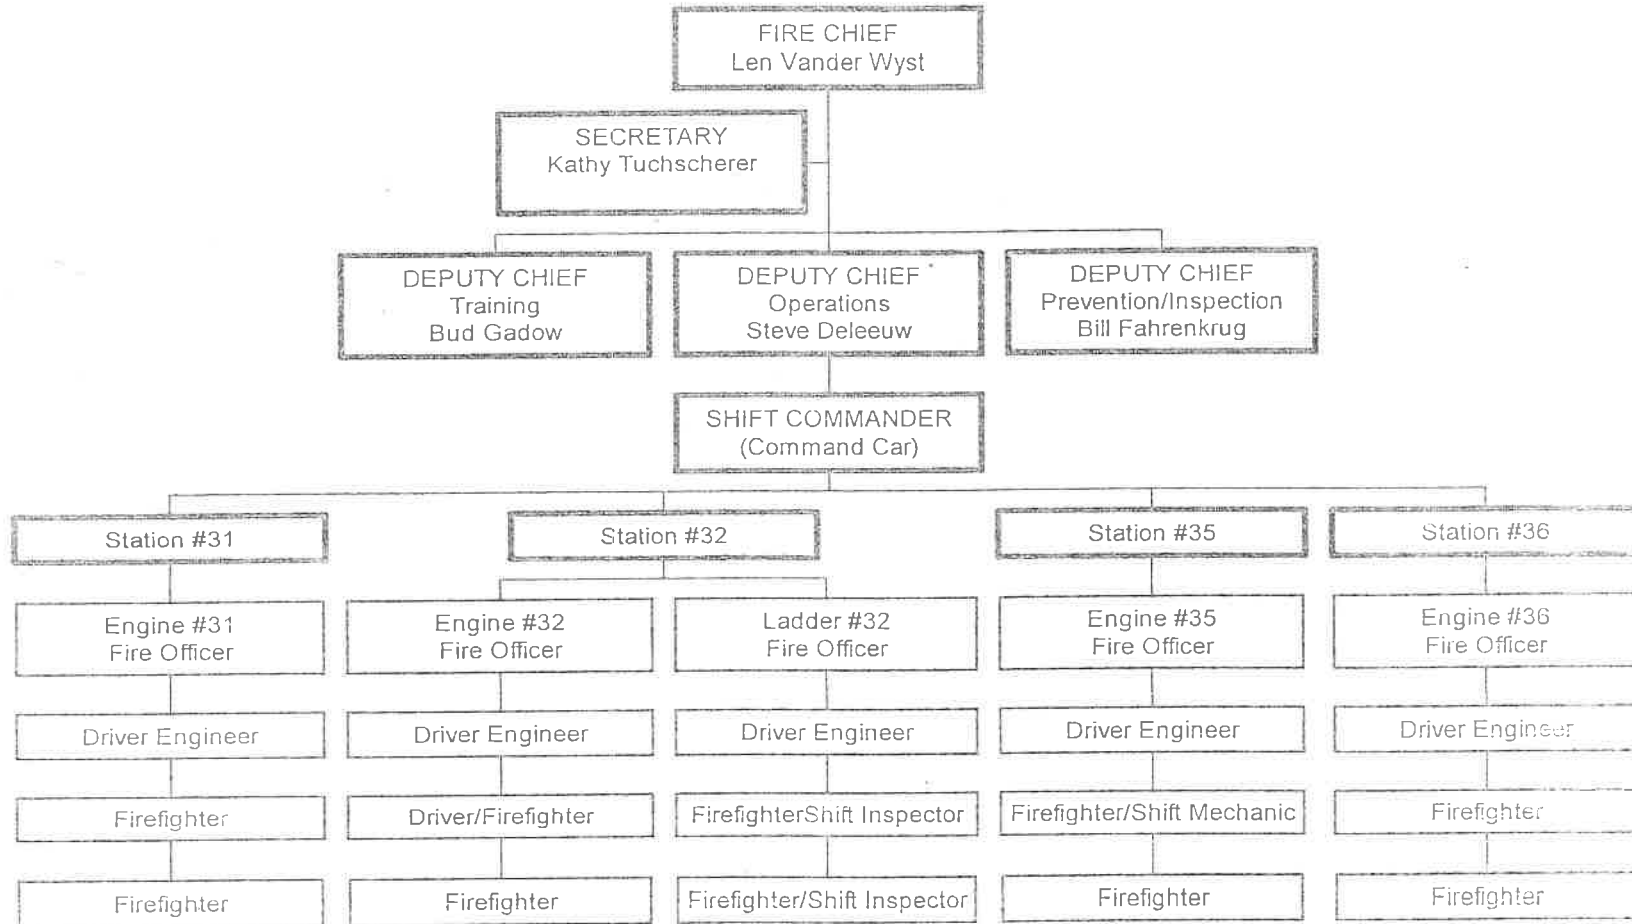 FIRE CHIEF
Len Vander Wyst
SECRETARY
Kathy Tuchscherer
DEPUTY CHIEF
Training
Bud Gadow
DEPUTY CHIEF
Operations
Steve Deleeuw
DEPUTY CHIEF
Prevention/Inspection
Bill Fahrenkrug
SHIFT COMMANDER
(Command Car)
Station #31
Station #32
Station #35
Station #36
Engine #31
Fire Officer
Engine #32
Fire Officer
Ladder #32
Fire Officer
Engine #35
Fire Officer
Engine #36
Fire Officer
Driver Engineer
Driver Engineer
Driver Engineer
Driver Engineer
Driver Engineer
Firefighter
Driver/Firefighter
FirefighterShift Inspector
Firefighter/Shift Mechanic
Firefighter
Firefighter
Firefighter
Firefighter/Shift Inspector
Firefighter
Firefighter